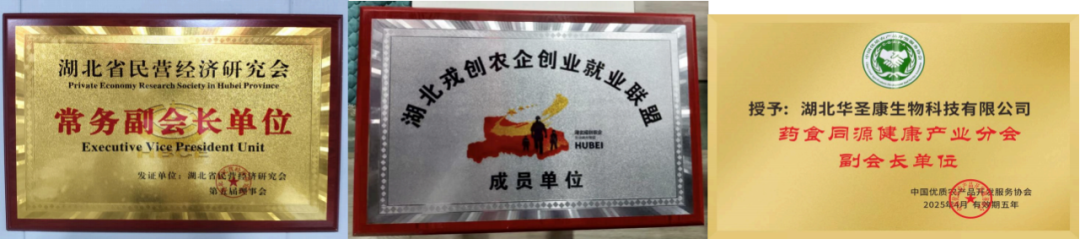 湖北省民营经济研究会
Private Economy Research Society in Hubei Province
常务副会长单位
Executive Vice President Unit
发证单位：湖北省民营经济研究会
第五届理事会
湖北戎创农企创业就业联盟
HUBEI
成员单位
授予：湖北华圣康生物科技有限公司
药食同源健康产业分会
副会长单位
中国优质农产品开发服务协会
2025年4月 有效期五年